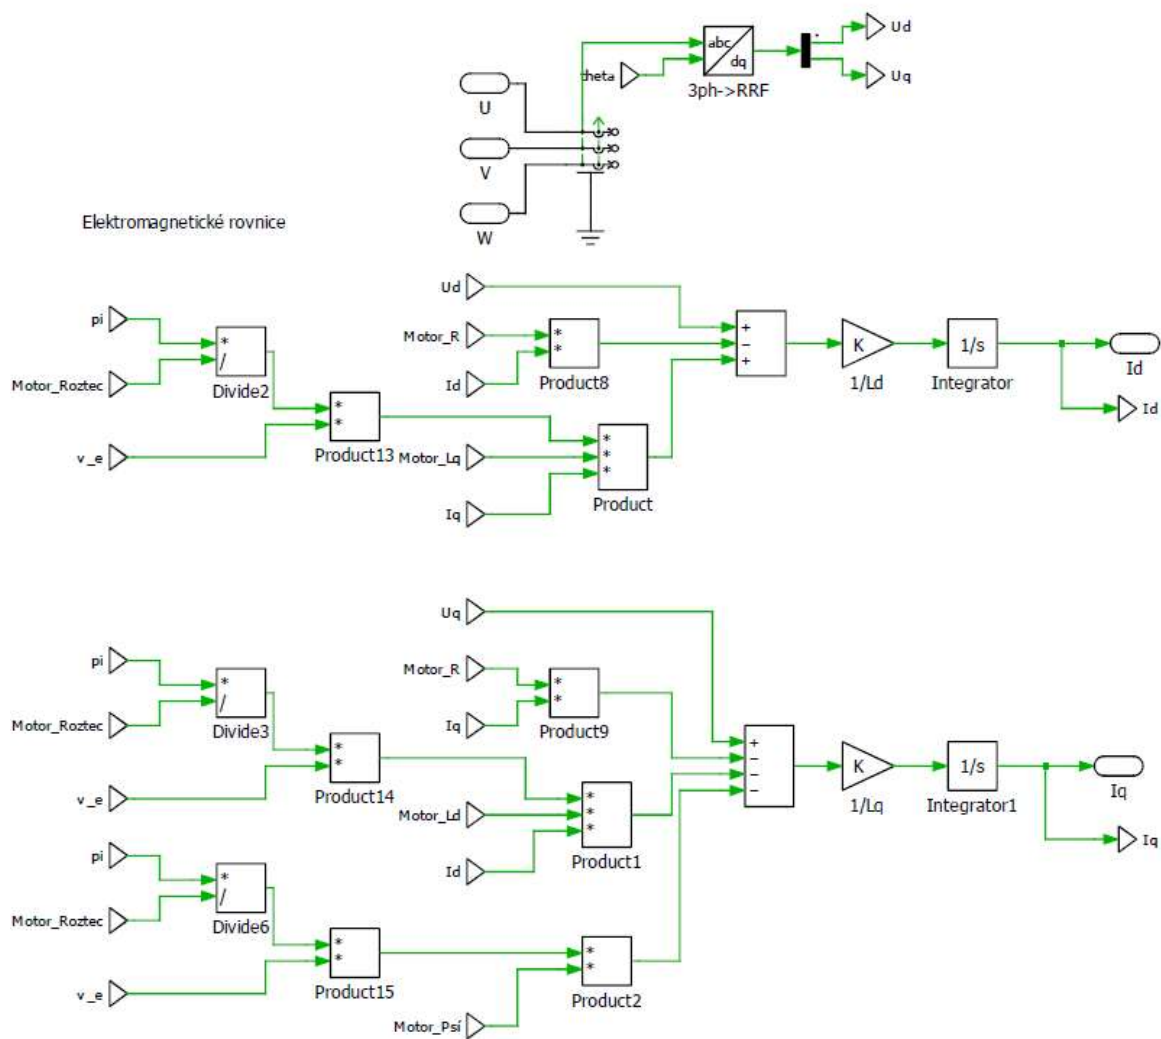 abc
dq
3ph->RRF
Ud
Uq
theta
U
V
W
Elektromagnetické rovnice
pi
Motor_Roztec
*
/
Divide2
v_e
*
*
Product13
Ud
Motor_R
Id
*
*
Product8
Motor_Lq
Iq
*
*
*
Product
+
−
+
K
1/Ld
1/s
Integrator
Id
Id
Uq
pi
Motor_Roztec
*
/
Divide3
v_e
*
*
Product14
Motor_R
Iq
*
*
Product9
Motor_Ld
Id
*
*
*
Product1
+
−
−
−
K
1/Lq
1/s
Integrator1
Iq
Iq
pi
Motor_Roztec
*
/
Divide6
v_e
*
*
Product15
Motor_Psí
*
*
Product2